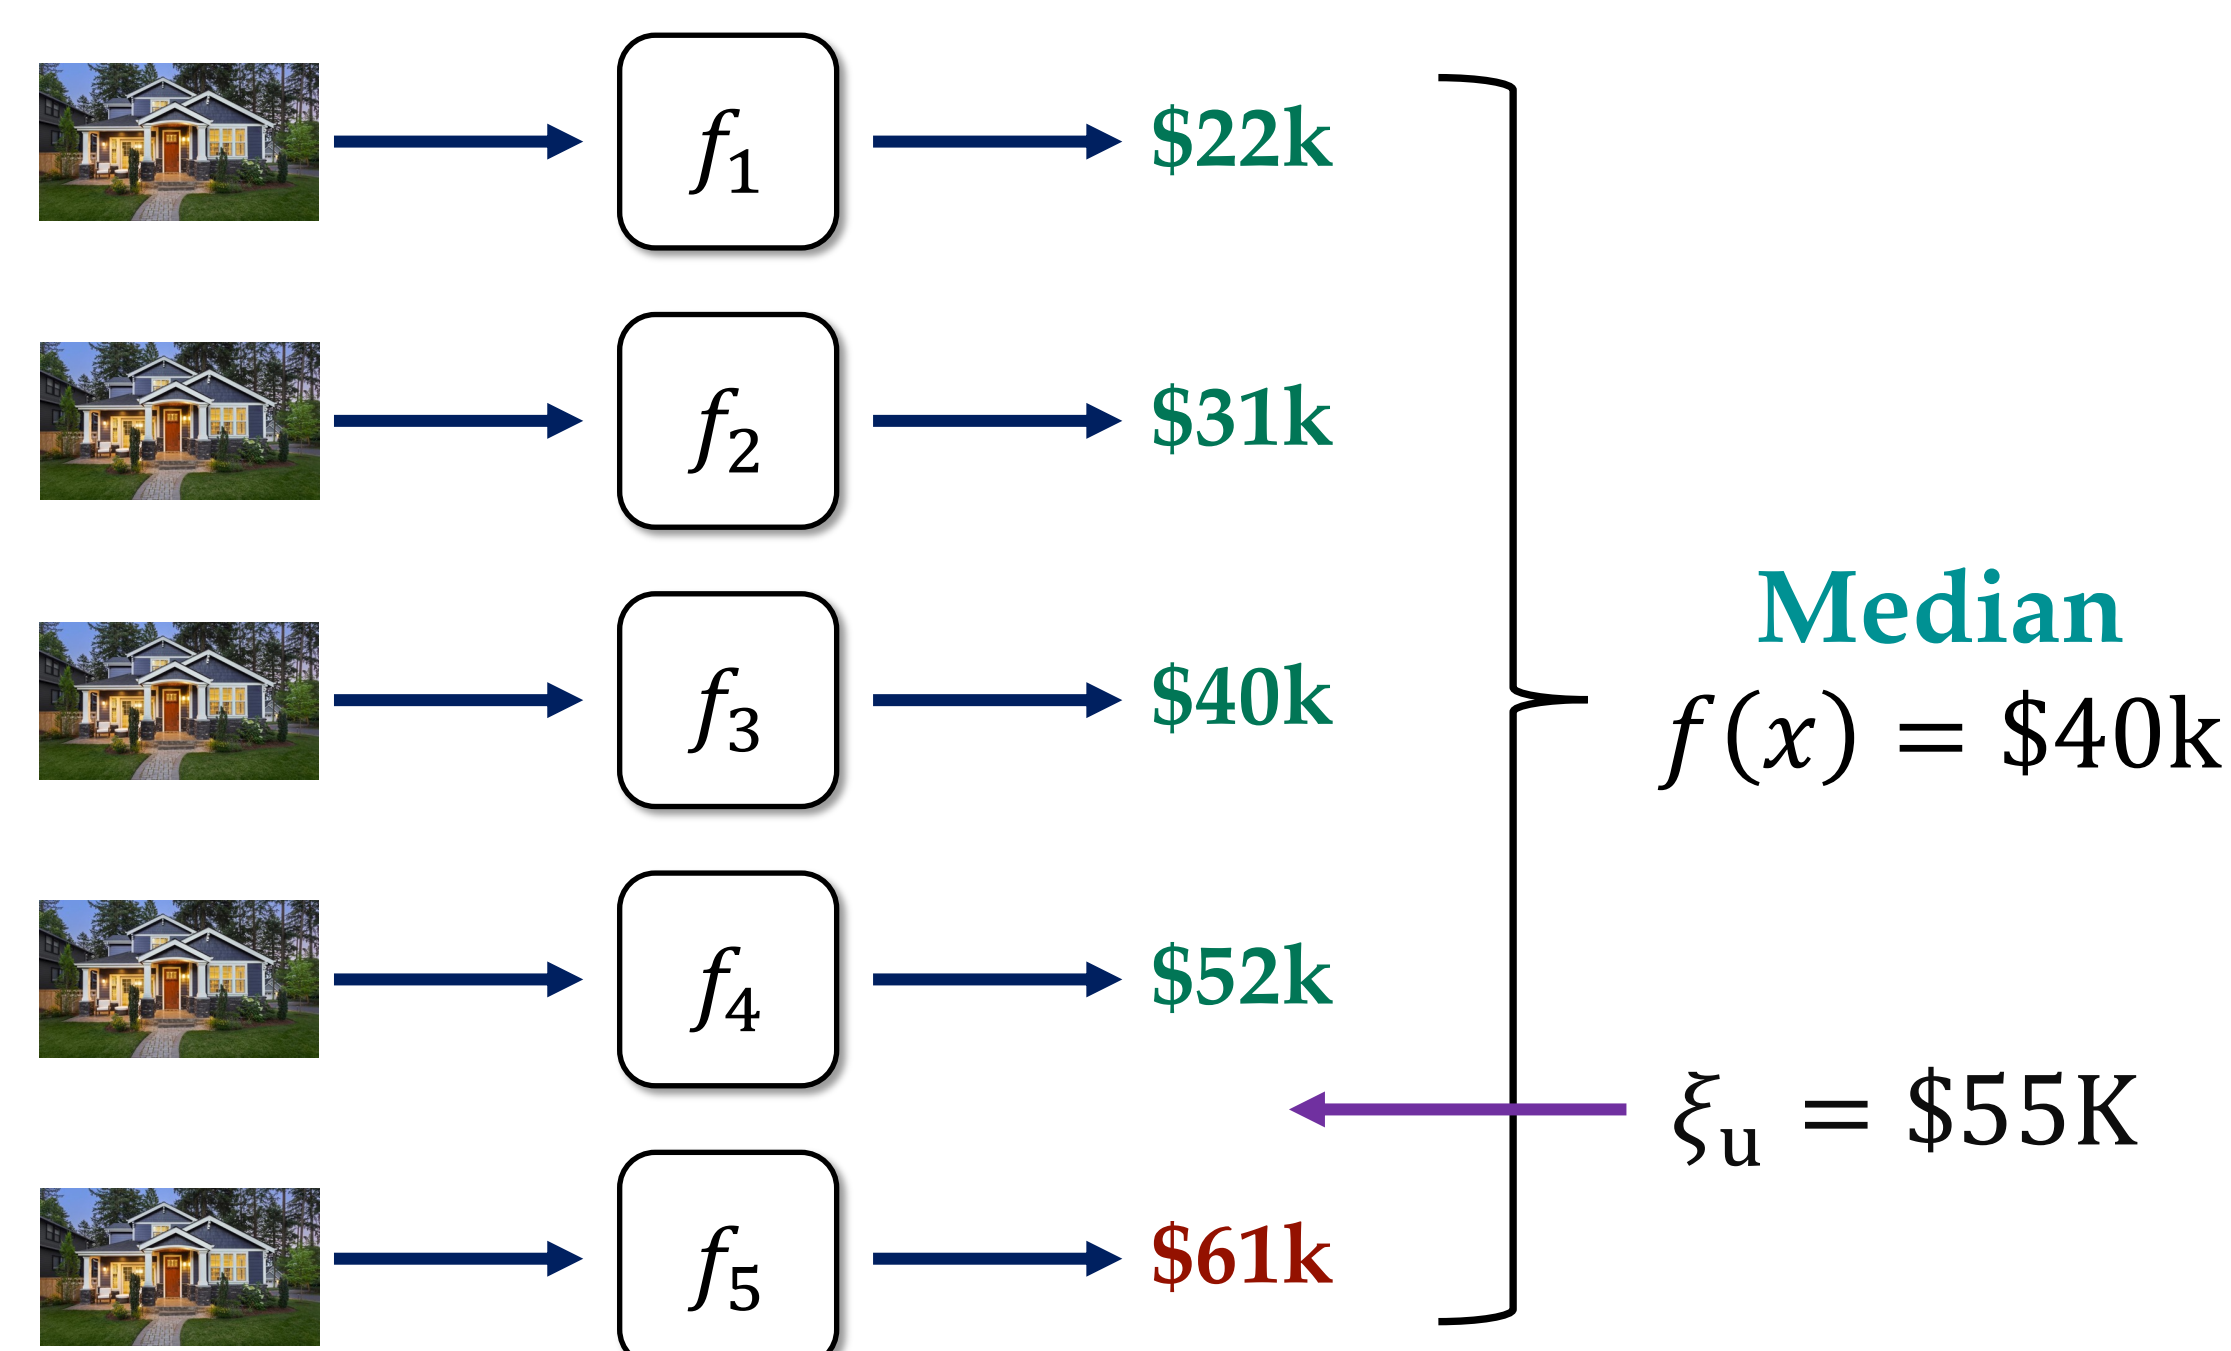 f₁
$22k
f₂
$31k
f₃
$40k
Median
f(x) = $40k
f₄
$52k
ξᵤ = $55K
f₅
$61k